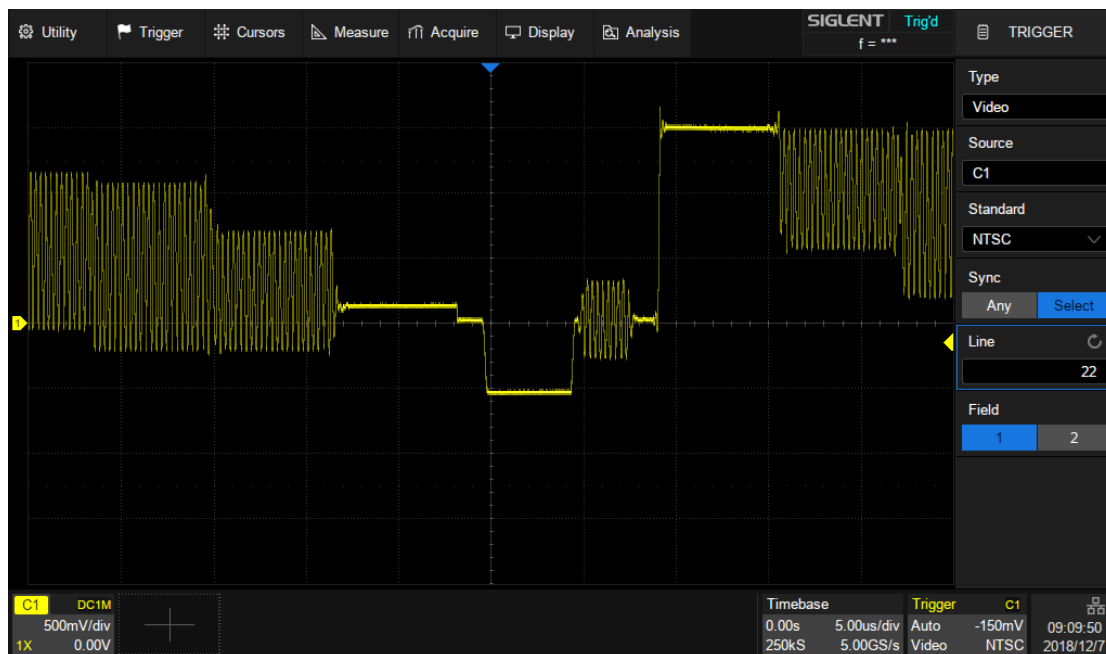 Utility Trigger Cursors Measure Acquire Display Analysis
SIGLENT Trig'd
f = ***
TRIGGER
Type
Video
Source
C1
Standard
NTSC
Sync
Any Select
Line
22
Field
1 2
1
C1 DC1M
500mV/div
1X 0.00V
Timebase
0.00s 5.00us/div
250kS 5.00GS/s
Trigger C1
Auto -150mV
Video NTSC
09:09:50
2018/12/7